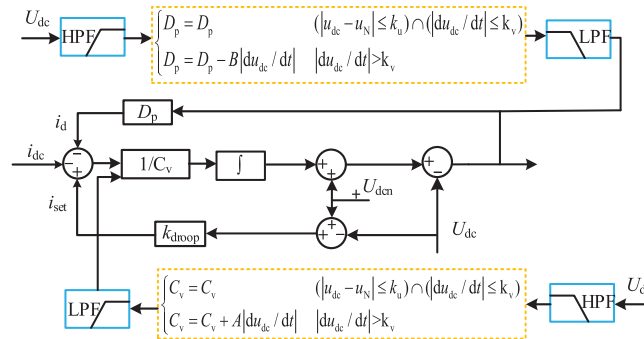 U_dc
HPF
D_p = D_p (|u_dc − u_N| ≤ k_u) ∩ (|du_dc / dt| ≤ k_v)
D_p = D_p − B|du_dc / dt| |du_dc / dt| > k_v
LPF
D_p
i_d
i_dc
−
−
+
1/C_v
∫
+
+
+
−
i_set
+ U_dcn
k_droop
+
−
U_dc
LPF
C_v = C_v (|u_dc − u_N| ≤ k_u) ∩ (|du_dc / dt| ≤ k_v)
C_v = C_v + A|du_dc / dt| |du_dc / dt| > k_v
HPF
U